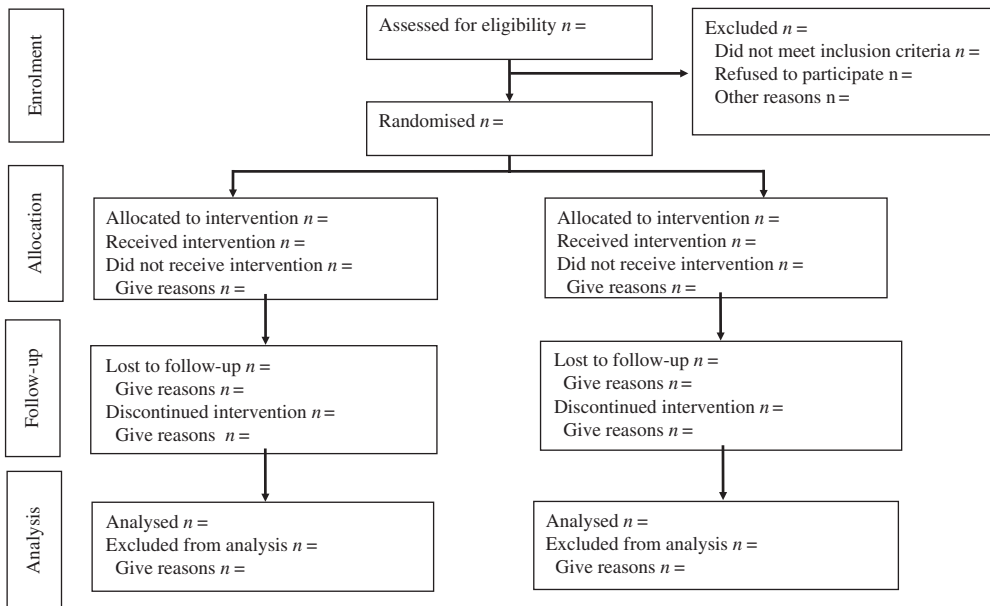 Enrolment
Assessed for eligibility n =
Excluded n =
Did not meet inclusion criteria n =
Refused to participate n =
Other reasons n =
Randomised n =
Allocation
Allocated to intervention n =
Received intervention n =
Did not receive intervention n =
Give reasons n =
Allocated to intervention n =
Received intervention n =
Did not receive intervention n =
Give reasons n =
Follow-up
Lost to follow-up n =
Give reasons n =
Discontinued intervention n =
Give reasons n =
Lost to follow-up n =
Give reasons n =
Discontinued intervention n =
Give reasons n =
Analysis
Analysed n =
Excluded from analysis n =
Give reasons n =
Analysed n =
Excluded from analysis n =
Give reasons n =